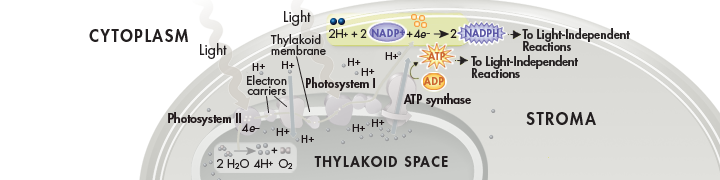 CYTOPLASM
Light
Light
2H+ + 2 NADP+ + 4e– → 2 NADPH → To Light-Independent
Reactions
Thylakoid
membrane
H+
H+
H+
H+
H+
ATP → To Light-Independent
Reactions
ADP
Electron
carriers
Photosystem I
ATP synthase
Photosystem II
4e–
H+
H+
H+
H+
STROMA
+
2 H₂O 4H+ O₂
THYLAKOID SPACE